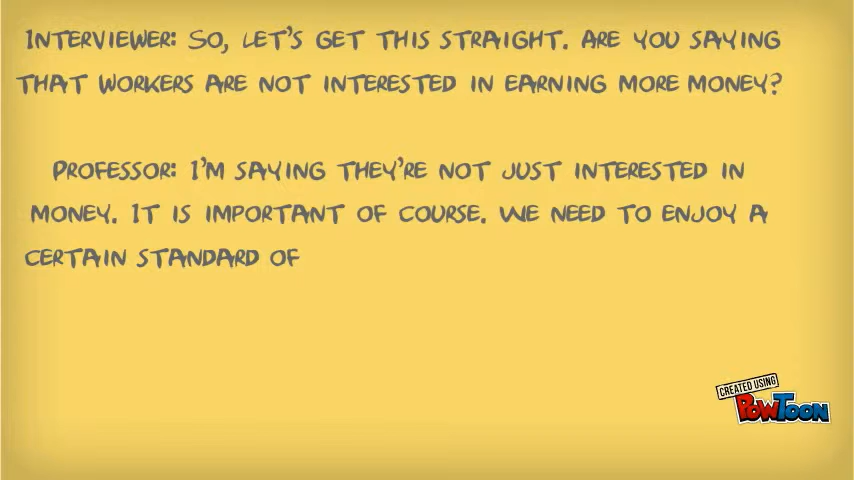 Interviewer: So, let's get this straight. Are you saying
that workers are not interested in earning more money?
Professor: I'm saying they're not just interested in
money. It is important of course. We need to enjoy a
certain standard of
CREATED USING
PowToon